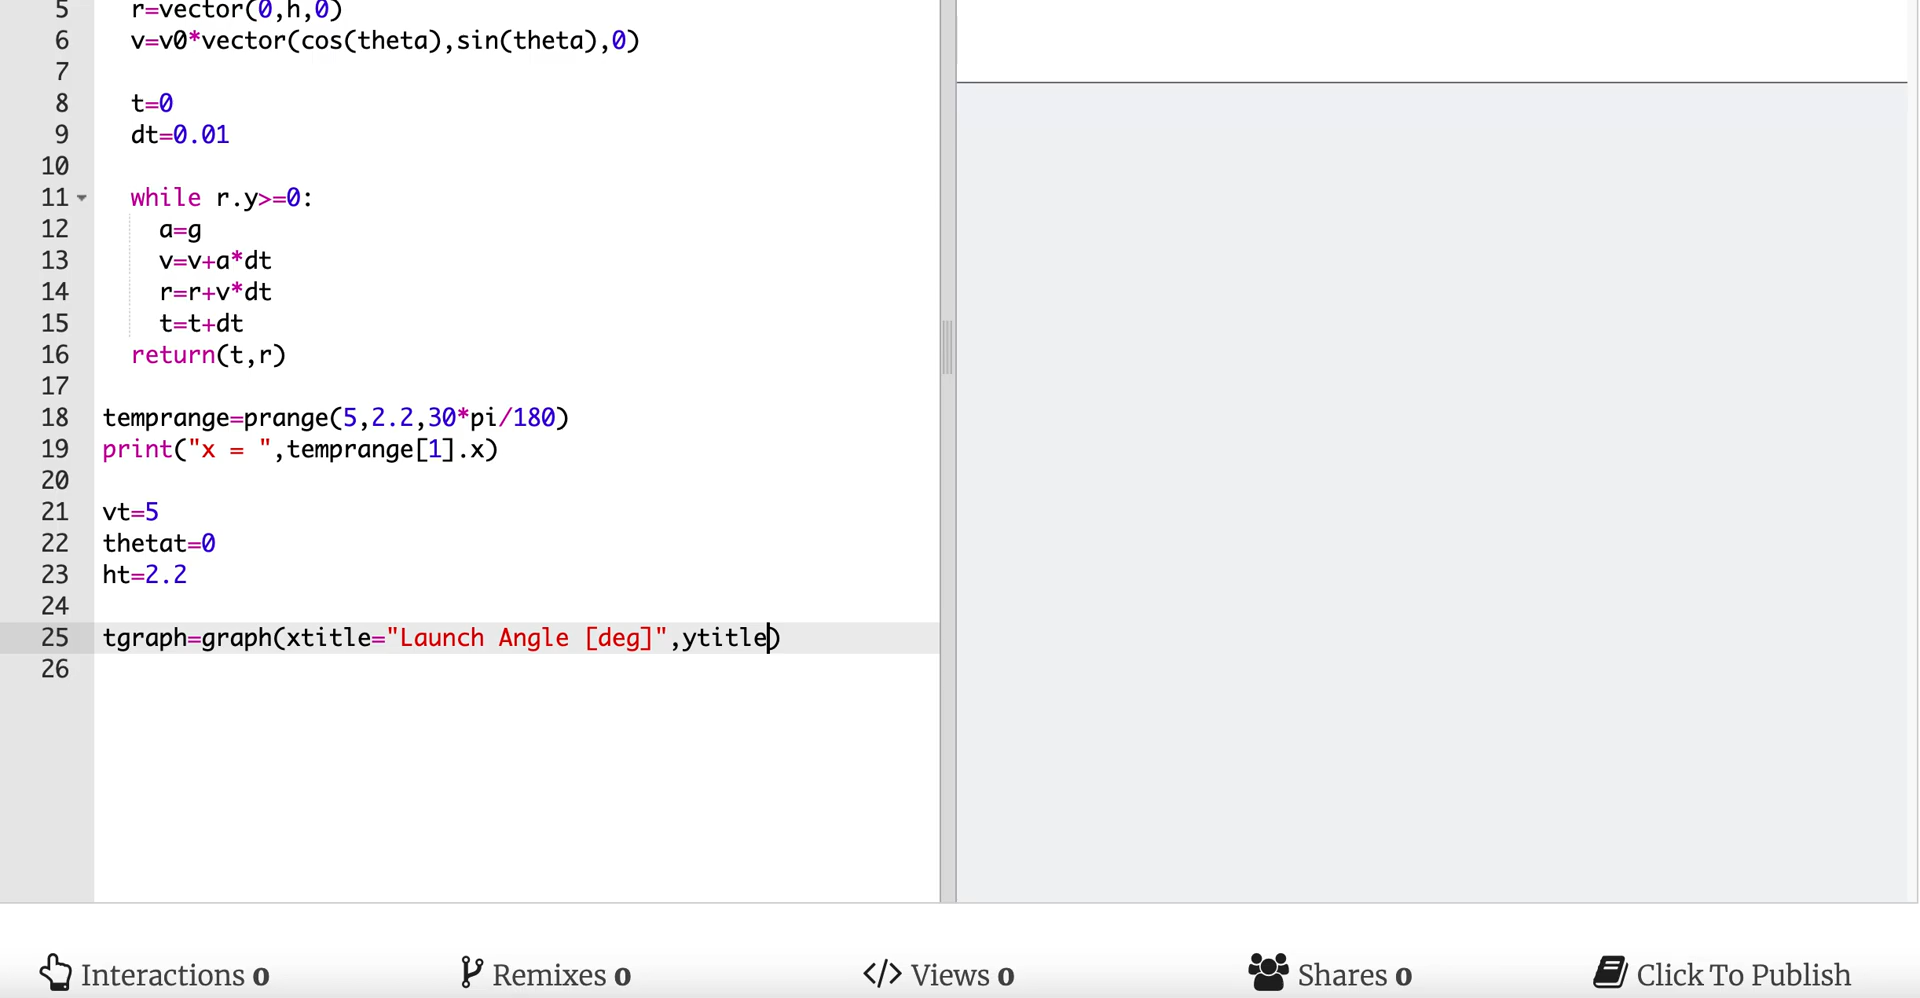 5 r=vector(0,h,0)
6 v=v0*vector(cos(theta),sin(theta),0)
7
8 t=0
9 dt=0.01
10
11 while r.y>=0:
12 a=g
13 v=v+a*dt
14 r=r+v*dt
15 t=t+dt
16 return(t,r)
17
18 temprange=prange(5,2.2,30*pi/180)
19 print("x = ",temprange[1].x)
20
21 vt=5
22 thetat=0
23 ht=2.2
24
25 tgraph=graph(xtitle="Launch Angle [deg]",ytitle)
26
Interactions 0 Remixes 0 </> Views 0 Shares 0 Click To Publish